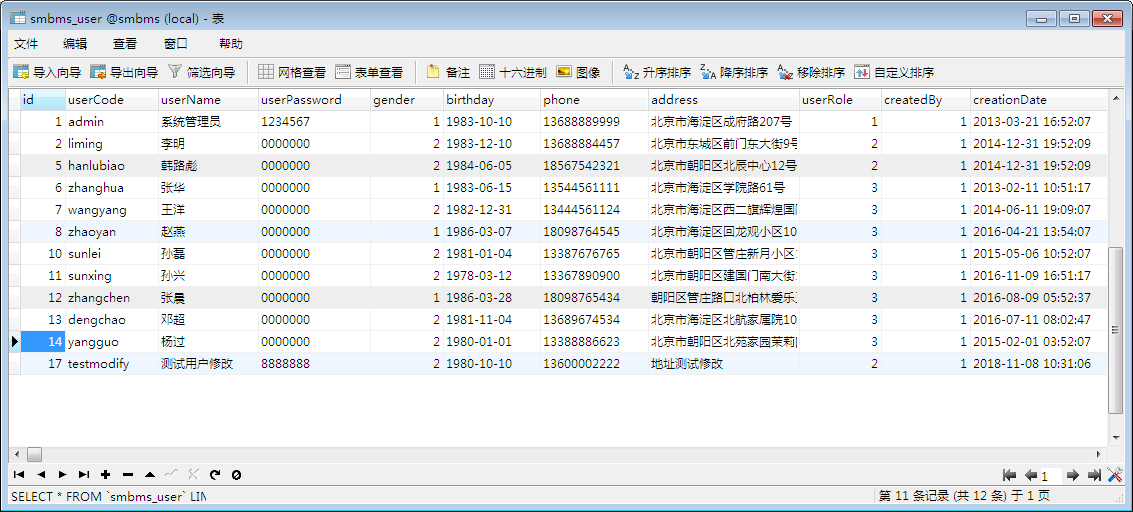 smbms_user @smbms (local) - 表
文件 编辑 查看 窗口 帮助
导入向导 导出向导 筛选向导 网格查看 表单查看 备注 十六进制 图像 升序排序 降序排序 移除排序 自定义排序
id userCode userName userPassword gender birthday phone address userRole createdBy creationDate
1 admin 系统管理员 1234567 1 1983-10-10 13688889999 北京市海淀区成府路207号 1 1 2013-03-21 16:52:07
2 liming 李明 0000000 2 1983-12-10 13688884457 北京市东城区前门东大街9号 2 1 2014-12-31 19:52:09
5 hanlubiao 韩路彪 0000000 2 1984-06-05 18567542321 北京市朝阳区北辰中心12号 2 1 2014-12-31 19:52:09
6 zhanghua 张华 0000000 1 1983-06-15 13544561111 北京市海淀区学院路61号 3 1 2013-02-11 10:51:17
7 wangyang 王洋 0000000 2 1982-12-31 13444561124 北京市海淀区西二旗辉煌国 3 1 2014-06-11 19:09:07
8 zhaoyan 赵燕 0000000 1 1986-03-07 18098764545 北京市海淀区回龙观小区10 3 1 2016-04-21 13:54:07
10 sunlei 孙磊 0000000 2 1981-01-04 13387676765 北京市朝阳区管庄新月小区 3 1 2015-05-06 10:52:07
11 sunxing 孙兴 0000000 2 1978-03-12 13367890900 北京市朝阳区建国门南大街 3 1 2016-11-09 16:51:17
12 zhangchen 张晨 0000000 1 1986-03-28 18098765434 朝阳区管庄路口北柏林爱乐 3 1 2016-08-09 05:52:37
13 dengchao 邓超 0000000 2 1981-11-04 13689674534 北京市海淀区北航家属院10 3 1 2016-07-11 08:02:47
14 yangguo 杨过 0000000 2 1980-01-01 13388886623 北京市朝阳区北苑家园茉莉 3 1 2015-02-01 03:52:07
17 testmodify 测试用户修改 8888888 2 1980-10-10 13600002222 地址测试修改 2 1 2018-11-08 10:31:06
1
SELECT * FROM `smbms_user` LIM 第 11 条记录 (共 12 条) 于 1 页